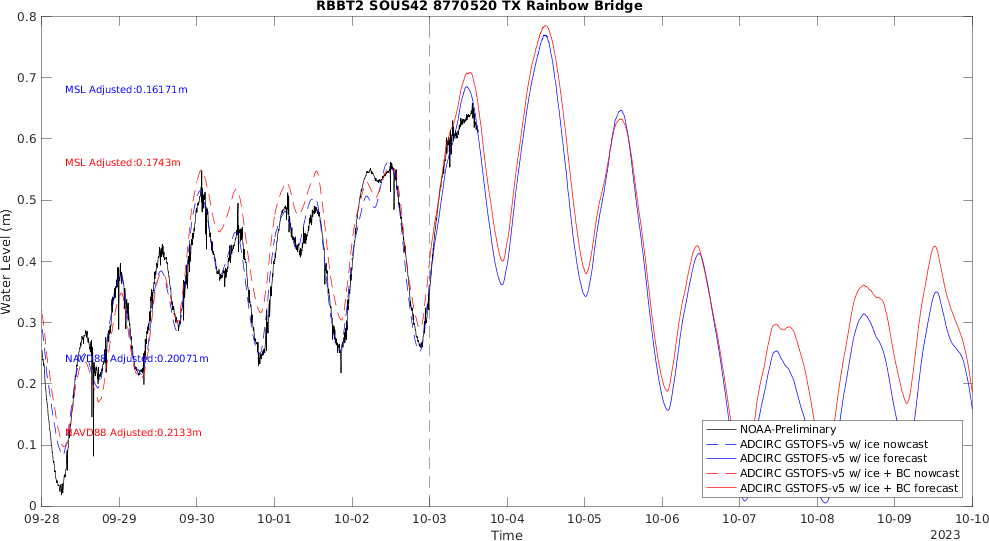 RBBT2 SOUS42 8770520 TX Rainbow Bridge
0.8
0.7
0.6
0.5
0.4
0.3
0.2
0.1
0
Water Level (m)
MSL Adjusted:0.16171m
MSL Adjusted:0.1743m
NAVD88 Adjusted:0.20071m
NAVD88 Adjusted:0.2133m
NOAA-Preliminary
ADCIRC GSTOFS-v5 w/ ice nowcast
ADCIRC GSTOFS-v5 w/ ice forecast
ADCIRC GSTOFS-v5 w/ ice + BC nowcast
ADCIRC GSTOFS-v5 w/ ice + BC forecast
09-28 09-29 09-30 10-01 10-02 10-03 10-04 10-05 10-06 10-07 10-08 10-09 10-10
Time
2023